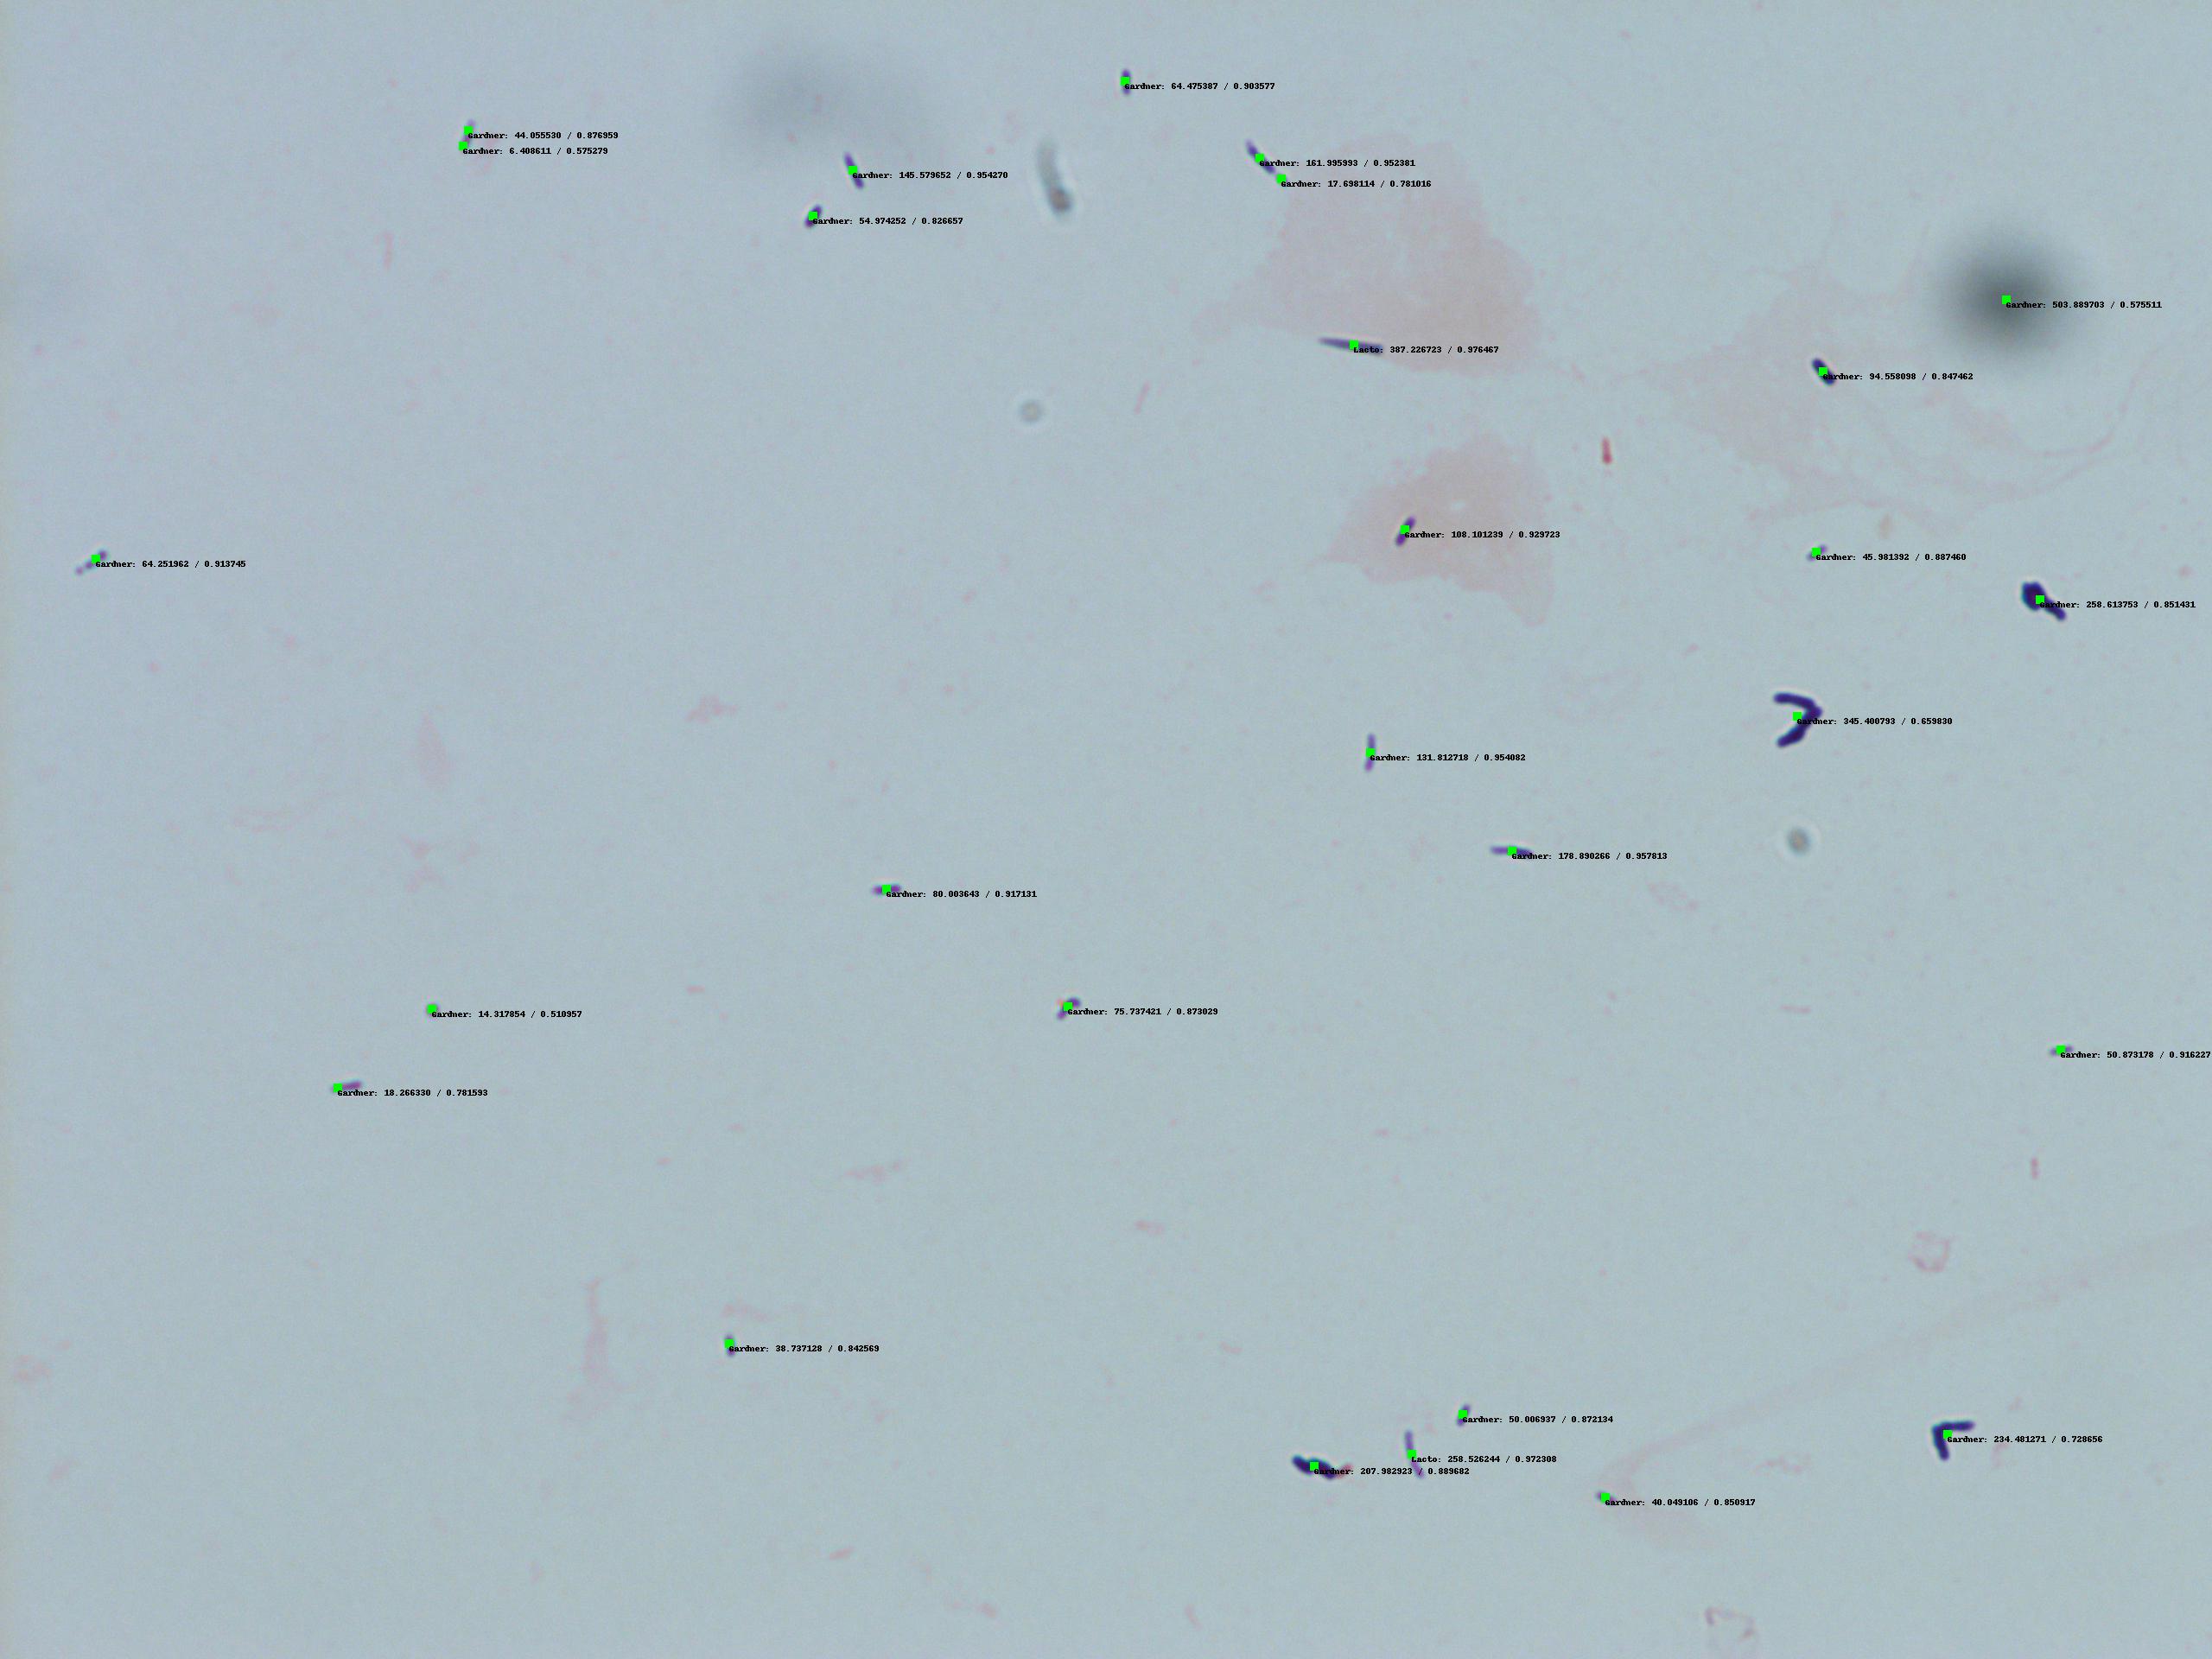 Gardner: 64.475387 / 0.903577
Gardner: 44.055530 / 0.876959
Gardner: 6.408611 / 0.575279
Gardner: 161.995993 / 0.952381
Gardner: 145.579652 / 0.954270
Gardner: 17.698114 / 0.781016
Gardner: 54.974252 / 0.826657
Gardner: 503.889703 / 0.575511
Lacto: 387.226723 / 0.976467
Gardner: 94.558098 / 0.847462
Gardner: 108.101239 / 0.929723
Gardner: 45.981392 / 0.887460
Gardner: 64.251962 / 0.913745
Gardner: 258.613753 / 0.851431
Gardner: 345.400793 / 0.659830
Gardner: 131.812718 / 0.954082
Gardner: 178.890266 / 0.957813
Gardner: 80.003643 / 0.917131
Gardner: 75.737421 / 0.873029
Gardner: 14.317854 / 0.510957
Gardner: 50.873178 / 0.916227
Gardner: 18.266330 / 0.781593
Gardner: 38.737128 / 0.842569
Gardner: 50.006937 / 0.872134
Gardner: 234.481271 / 0.728656
Lacto: 258.526244 / 0.972308
Gardner: 207.982923 / 0.889682
Gardner: 40.049106 / 0.850917